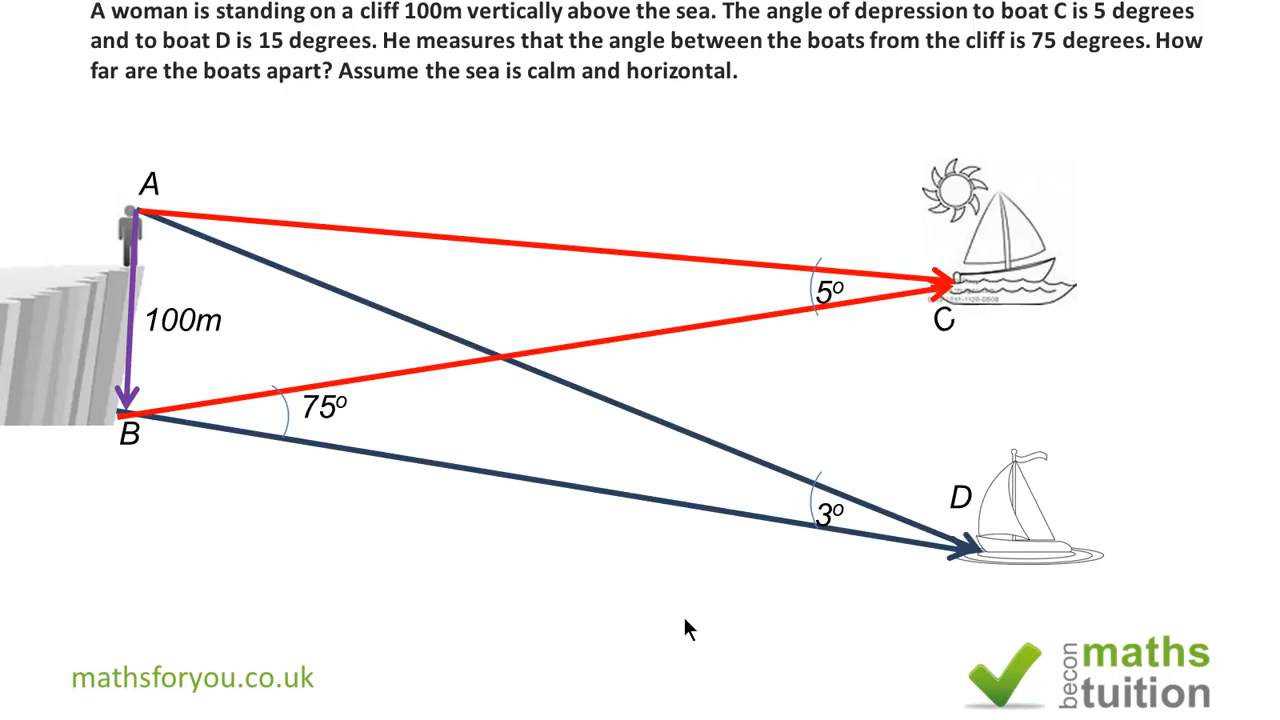 A woman is standing on a cliff 100m vertically above the sea. The angle of depression to boat C is 5 degrees
and to boat D is 15 degrees. He measures that the angle between the boats from the cliff is 75 degrees. How
far are the boats apart? Assume the sea is calm and horizontal.
A
100m
5º
C
75º
B
D
3º
mathsforyou.co.uk
becon
maths
tuition